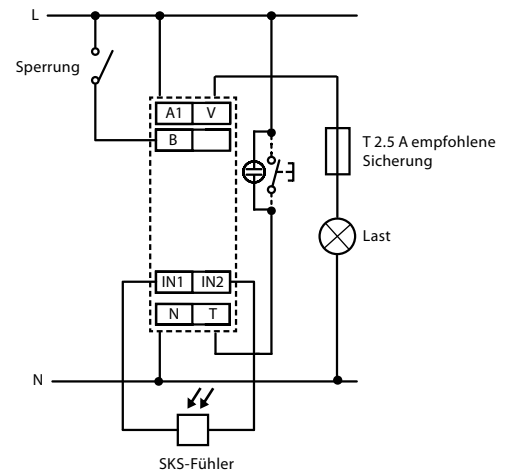 L
Sperrung
A1 V
B
T 2.5 A empfohlene
Sicherung
Last
IN1 IN2
N T
N
SKS-Fühler